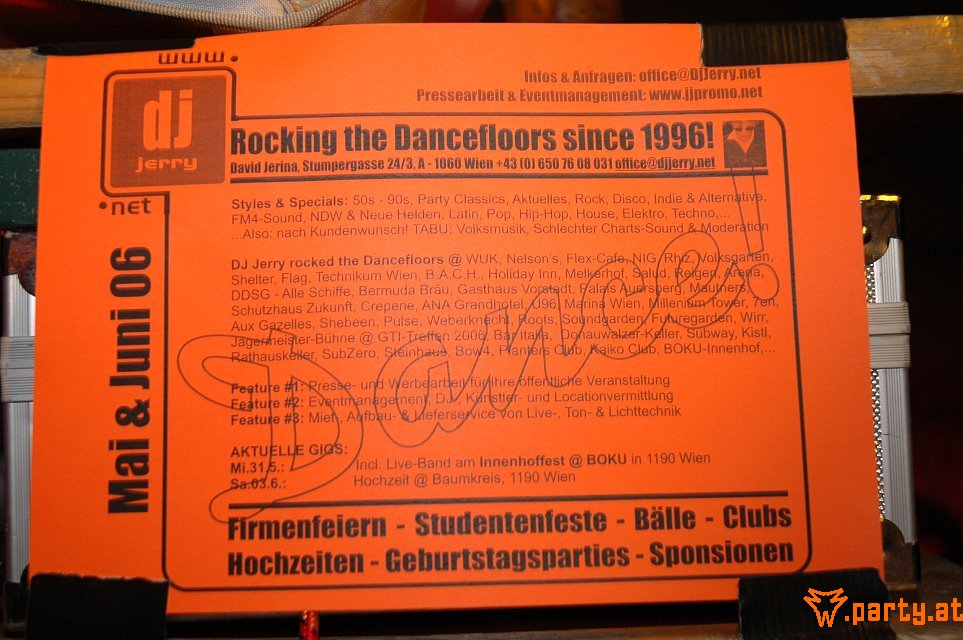 www.
dj
jerry
.net
Infos & Anfragen: office@DjJerry.net
Pressearbeit & Eventmanagement: www.jjpromo.net
Rocking the Dancefloors since 1996!
David Jerina, Stumpergasse 24/3, A - 1060 Wien +43 (0) 650 76 08 031 office@djjerry.net
Mai & Juni 06
Styles & Specials: 50s - 90s, Party Classics, Aktuelles, Rock, Disco, Indie & Alternative,
FM4-Sound, NDW & Neue Helden, Latin, Pop, Hip-Hop, House, Elektro, Techno,...
...Also: nach Kundenwunsch! TABU: Volksmusik, Schlechter Charts-Sound & Moderation
DJ Jerry rocked the Dancefloors @ WUK, Nelson's, Flex-Cafe, NIG, Rhiz, Volksgarten,
Shelter, Flag, Technikum Wien, B.A.C.H., Holiday Inn, Melkerhof, Salud, Reigen, Arena,
DDSG - Alle Schiffe, Bermuda Bräu, Gasthaus Vorstadt, Palais Auersperg, Mautners,
Schutzhaus Zukunft, Creperie, ANA Grandhotel, U96, Marina Wien, Millenium Tower, 7en,
Aux Gazelles, Shebeen, Pulse, Weberknecht, Roots, Soundgarden, Futuregarden, Wirr,
Jägermeister-Bühne @ GTI-Treffen 2006, Bar Italia, Donauwalzer-Keller, Subway, Kistl,
Rathauskeller, SubZero, Steinhaus, Bow4, Planters Club, Kaiko Club, BOKU-Innenhof,...
Dance!
Feature #1: Presse- und Werbearbeit für Ihre öffentliche Veranstaltung
Feature #2: Eventmanagement, DJ-, Künstler- und Locationvermittlung
Feature #3: Miet-, Aufbau- & Lieferservice von Live-, Ton- & Lichttechnik
AKTUELLE GIGS:
Mi.31.5.: Incl. Live-Band am Innenhoffest @ BOKU in 1190 Wien
Sa.03.6.: Hochzeit @ Baumkreis, 1190 Wien
Firmenfeiern - Studentenfeste - Bälle - Clubs
Hochzeiten - Geburtstagsparties - Sponsionen
.party.at